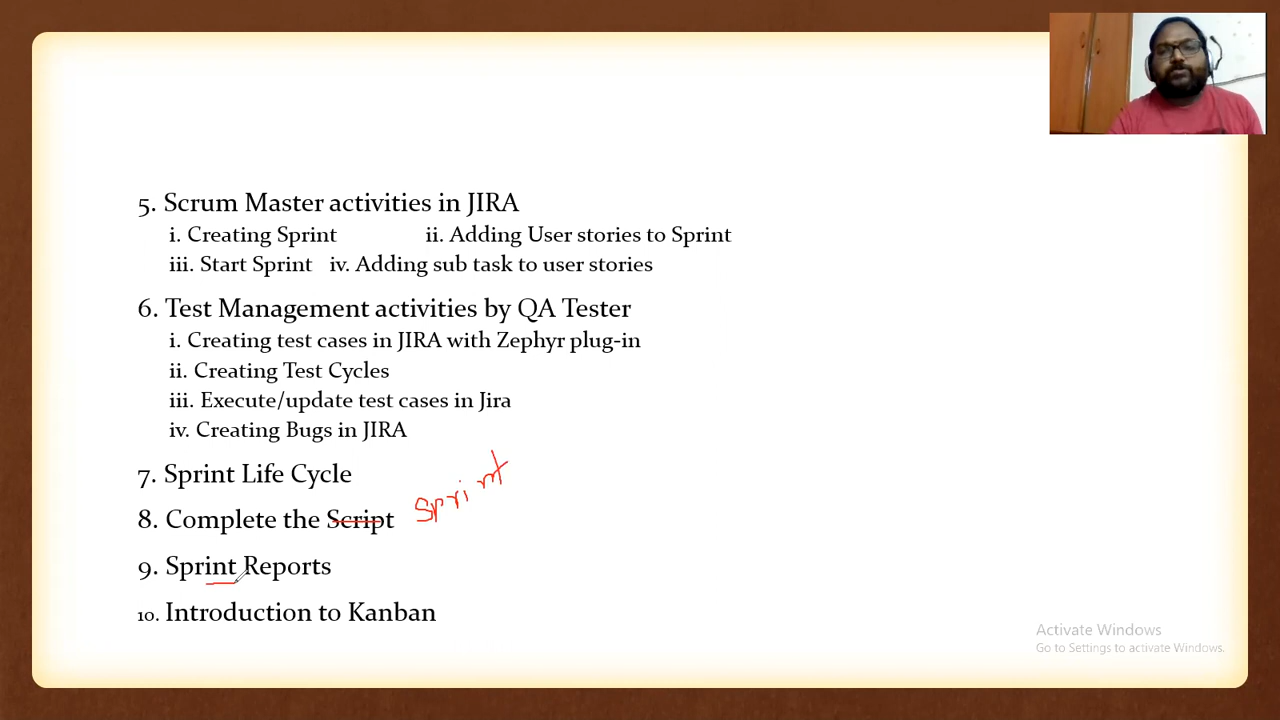 5. Scrum Master activities in JIRA
i. Creating Sprint ii. Adding User stories to Sprint
iii. Start Sprint iv. Adding sub task to user stories
6. Test Management activities by QA Tester
i. Creating test cases in JIRA with Zephyr plug-in
ii. Creating Test Cycles
iii. Execute/update test cases in Jira
iv. Creating Bugs in JIRA
7. Sprint Life Cycle
8. Complete the Script Sprint
9. Sprint Reports
10. Introduction to Kanban
Activate Windows
Go to Settings to activate Windows.